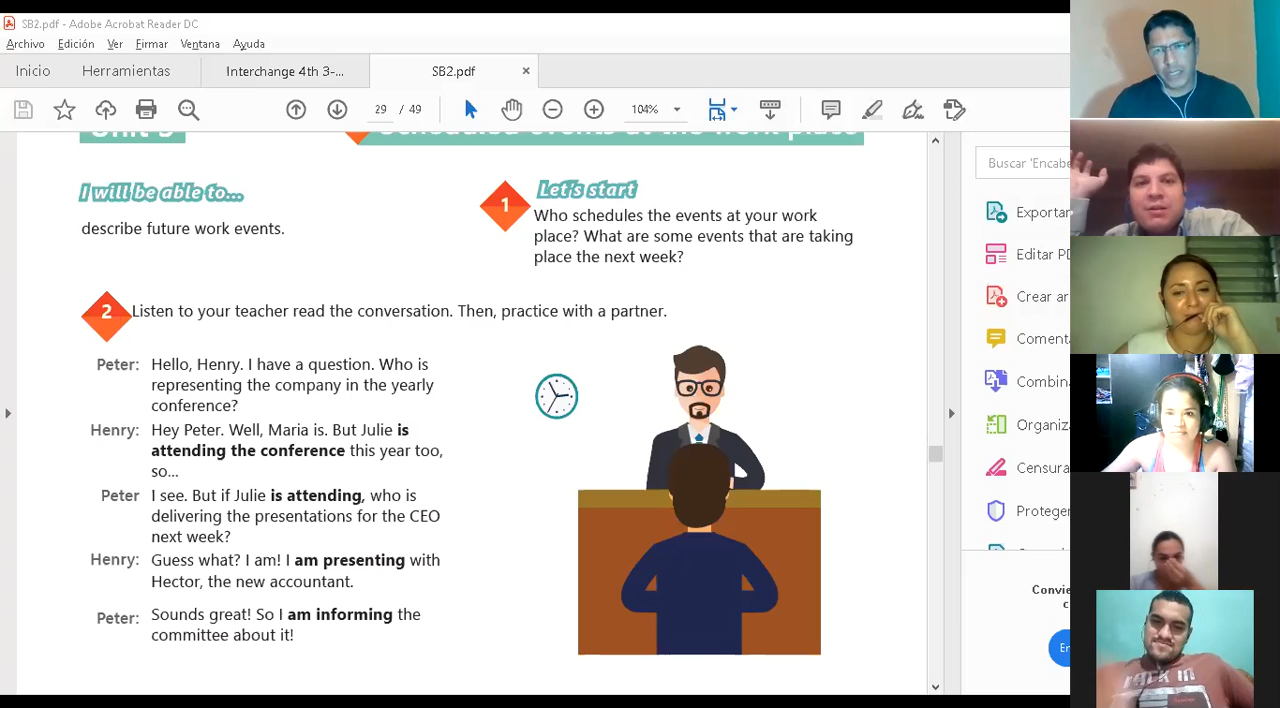 SB2.pdf - Adobe Acrobat Reader DC
Archivo Edición Ver Firmar Ventana Ayuda
Inicio Herramientas Interchange 4th 3-... SB2.pdf ×
29 / 49 104%
Scheduled events at the work place
I will be able to...
describe future work events.
1 Let's start
Who schedules the events at your work
place? What are some events that are taking
place the next week?
2 Listen to your teacher read the conversation. Then, practice with a partner.
Peter: Hello, Henry. I have a question. Who is
representing the company in the yearly
conference?
Henry: Hey Peter. Well, Maria is. But Julie is
attending the conference this year too,
so...
Peter I see. But if Julie is attending, who is
delivering the presentations for the CEO
next week?
Henry: Guess what? I am! I am presenting with
Hector, the new accountant.
Peter: Sounds great! So I am informing the
committee about it!
Buscar 'Encabe
Exportar
Editar PD
Crear ar
Comenta
Combin
Organiz
Censura
Proteger
Convie